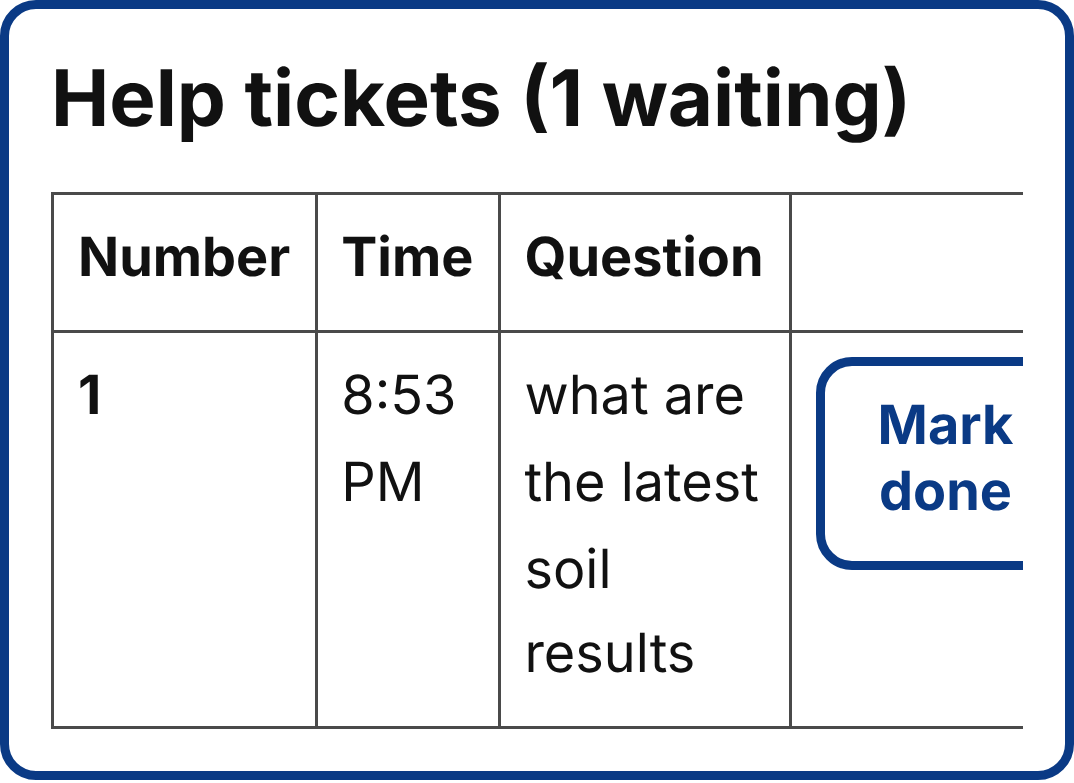 Help tickets (1 waiting)
Number Time Question
1 8:53 what are Mark
PM the latest done
soil
results